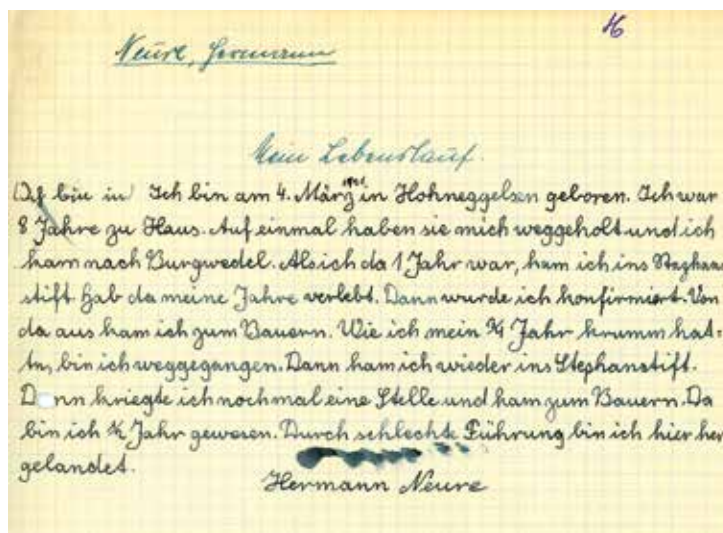 16
Neure, Hermann
Mein Lebenslauf.
(Ich bin in) Ich bin am 4. März in Hohneggelsen geboren. Ich war
8 Jahre zu Haus. Auf einmal haben sie mich weggeholt und ich
kam nach Burgwedel. Als ich da 1 Jahr war, kam ich ins Stephan
stift hab da meine Jahre verlebt. Dann wurde ich konfirmiert. Von
da aus kam ich zum Bauern. Wie ich mein ¾ Jahr krumm hat=
te, bin ich weggegangen. Dann kam ich wieder ins Stephanstift.
D nn kriegte ich nochmal eine Stelle und kam zum Bauern. Da
bin ich Jahr gewesen. Durch schlechte Führung bin ich hier her
gelandet.
Hermann Neure